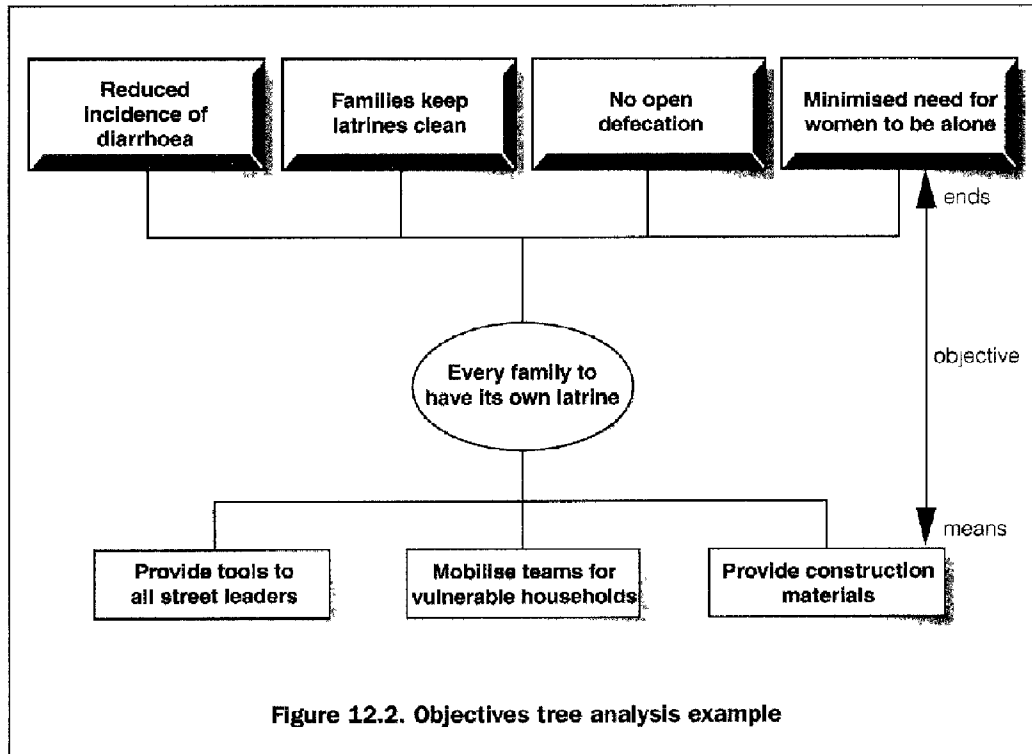 Reduced
incidence of
diarrhoea
Families keep
latrines clean
No open
defecation
Minimised need for
women to be alone
ends
Every family to
have its own latrine
objective
means
Provide tools to
all street leaders
Mobilise teams for
vulnerable households
Provide construction
materials
Figure 12.2. Objectives tree analysis example